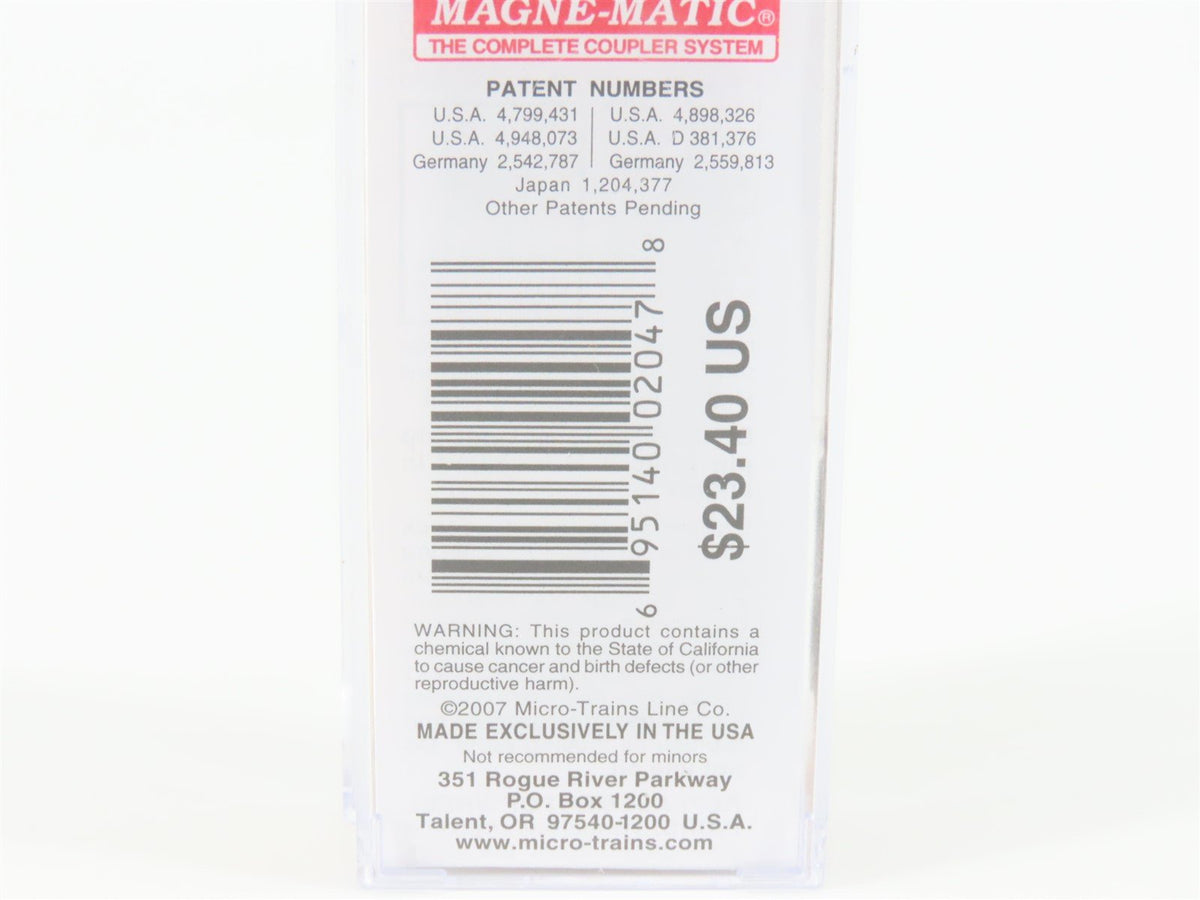 MAGNE-MATIC®
THE COMPLETE COUPLER SYSTEM
PATENT NUMBERS
U.S.A. 4,799,431 | U.S.A. 4,898,326
U.S.A. 4,948,073 | U.S.A. D 381,376
Germany 2,542,787 | Germany 2,559,813
Japan 1,204,377
Other Patents Pending
6 95140 02047 8
$23.40 US
WARNING: This product contains a
chemical known to the State of California
to cause cancer and birth defects (or other
reproductive harm).
©2007 Micro-Trains Line Co.
MADE EXCLUSIVELY IN THE USA
Not recommended for minors
351 Rogue River Parkway
P.O. Box 1200
Talent, OR 97540-1200 U.S.A.
www.micro-trains.com